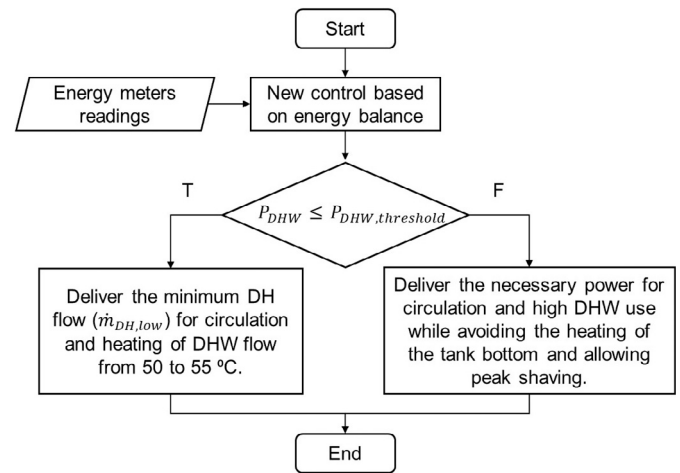 Start
Energy meters
readings
New control based
on energy balance
T
F
P_DHW ≤ P_DHW,threshold
Deliver the minimum DH
flow (ṁ_DH,low) for circulation
and heating of DHW flow
from 50 to 55 ºC.
Deliver the necessary power for
circulation and high DHW use
while avoiding the heating of
the tank bottom and allowing
peak shaving.
End